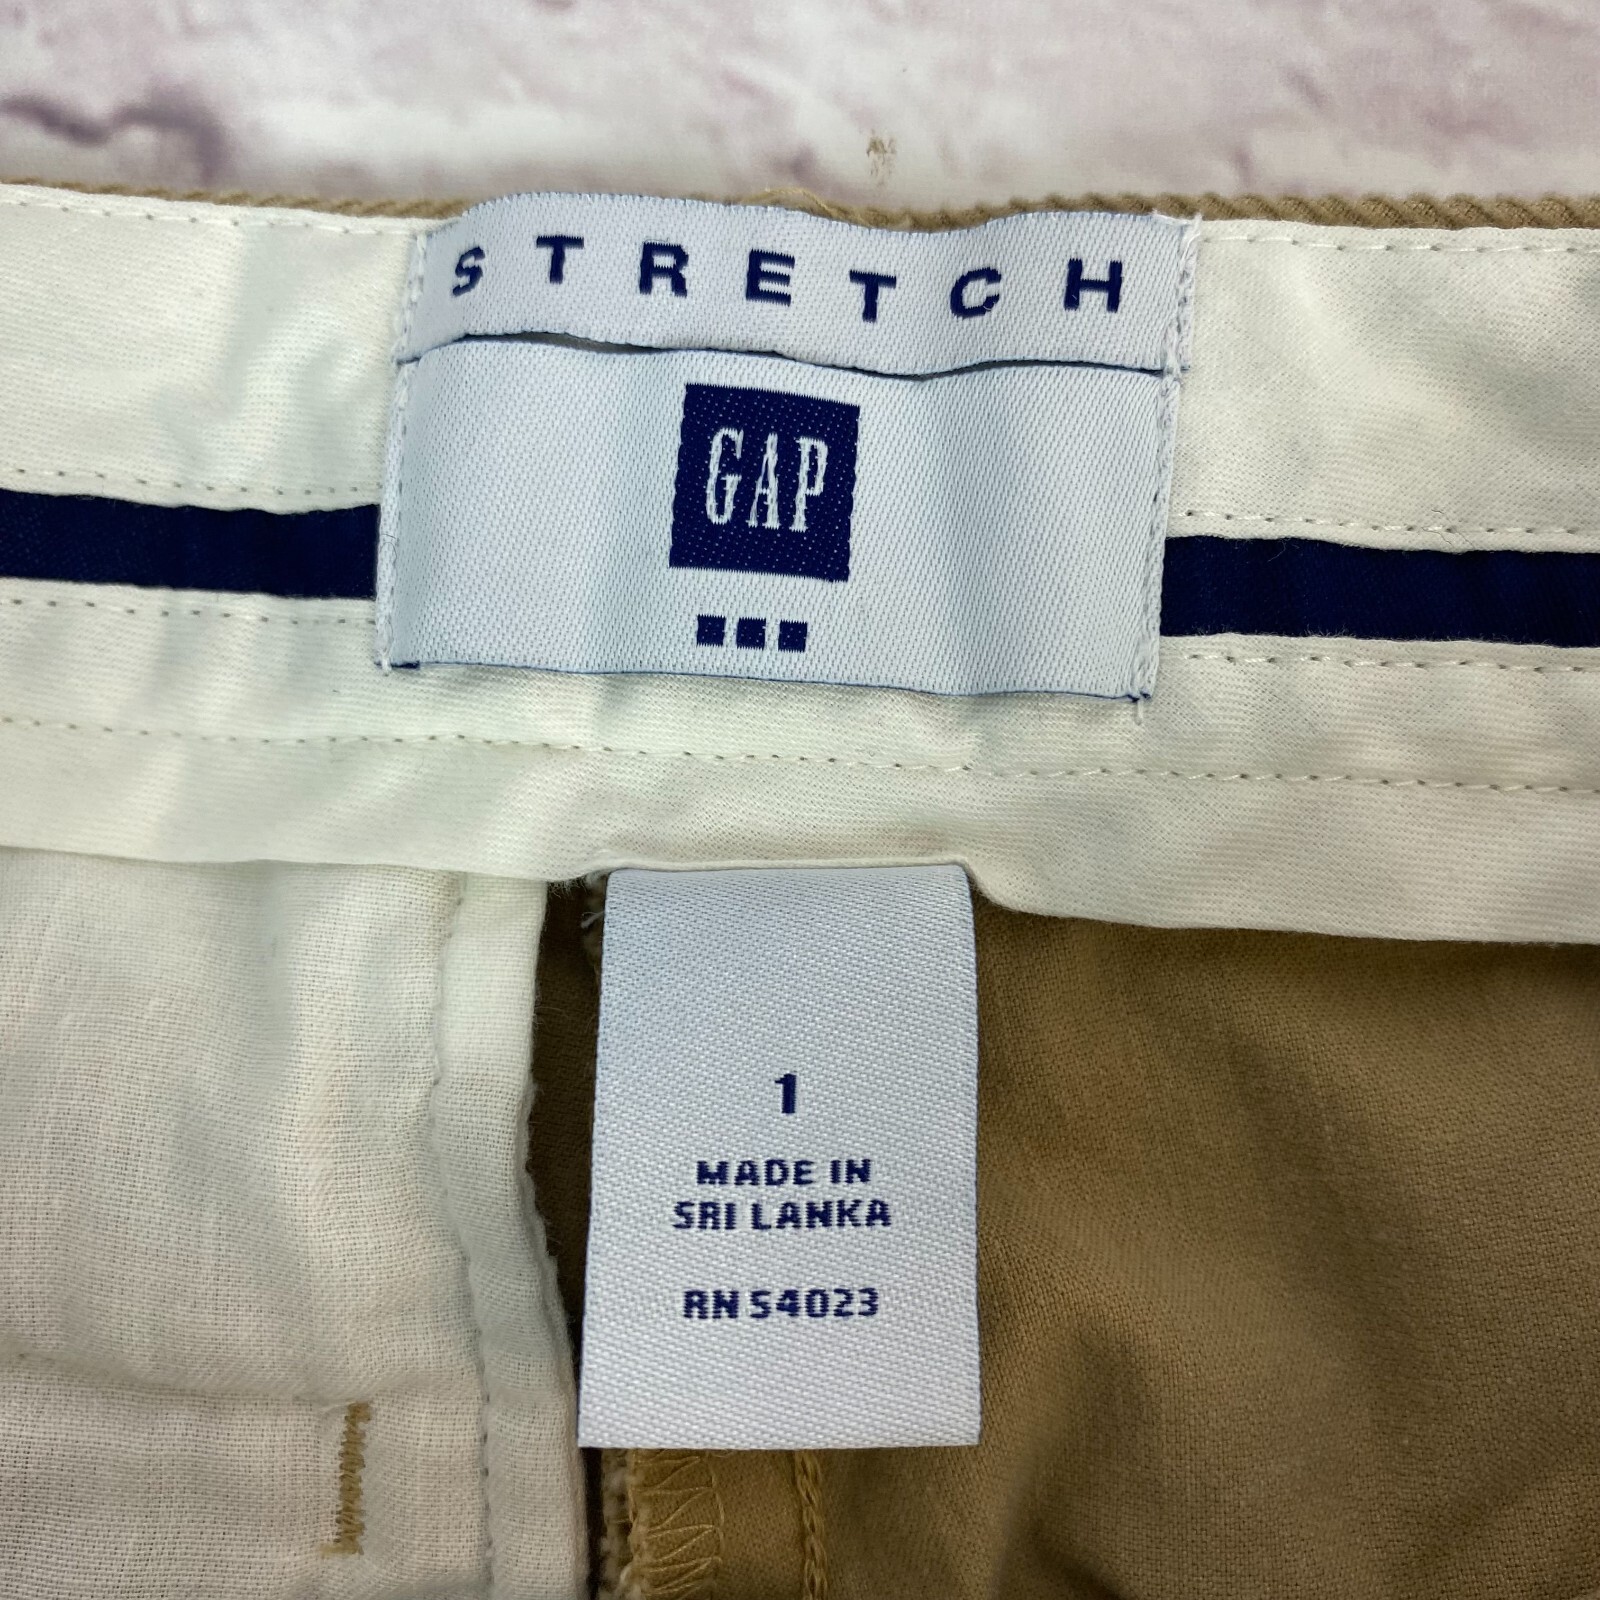 STRETCH
GAP
1
MADE IN
SRI LANKA
RN 54023